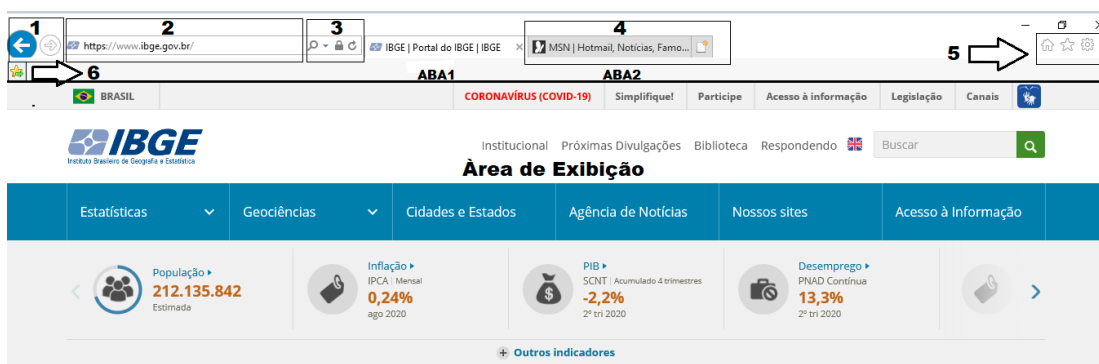 1
2
3
4
https://www.ibge.gov.br/
IBGE | Portal do IBGE | IBGE
MSN | Hotmail, Notícias, Famo...
5
6
ABA1
ABA2
BRASIL
CORONAVÍRUS (COVID-19)
Simplifique!
Participe
Acesso à informação
Legislação
Canais
IBGE
Instituto Brasileiro de Geografia e Estatística
Institucional
Próximas Divulgações
Biblioteca
Respondendo
Buscar
Àrea de Exibição
Estatísticas
Geociências
Cidades e Estados
Agência de Notícias
Nossos sites
Acesso à Informação
População
212.135.842
Estimada
Inflação
IPCA | Mensal
0,24%
ago 2020
PIB
SCNT | Acumulado 4 trimestres
-2,2%
2º tri 2020
Desemprego
PNAD Contínua
13,3%
2º tri 2020
Outros indicadores